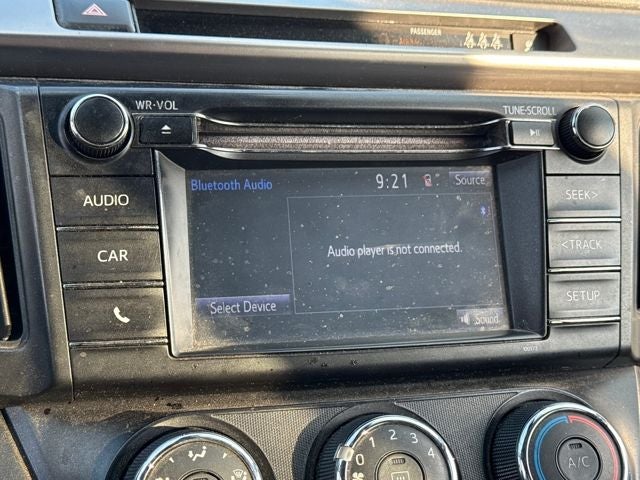 PASSENGER
WR-VOL
TUNE•SCROLL
AUDIO
CAR
Bluetooth Audio
9:21
Source
Audio player is not connected.
Select Device
Sound
SEEK>
<TRACK
SETUP
0 1 2 3 4
A/C